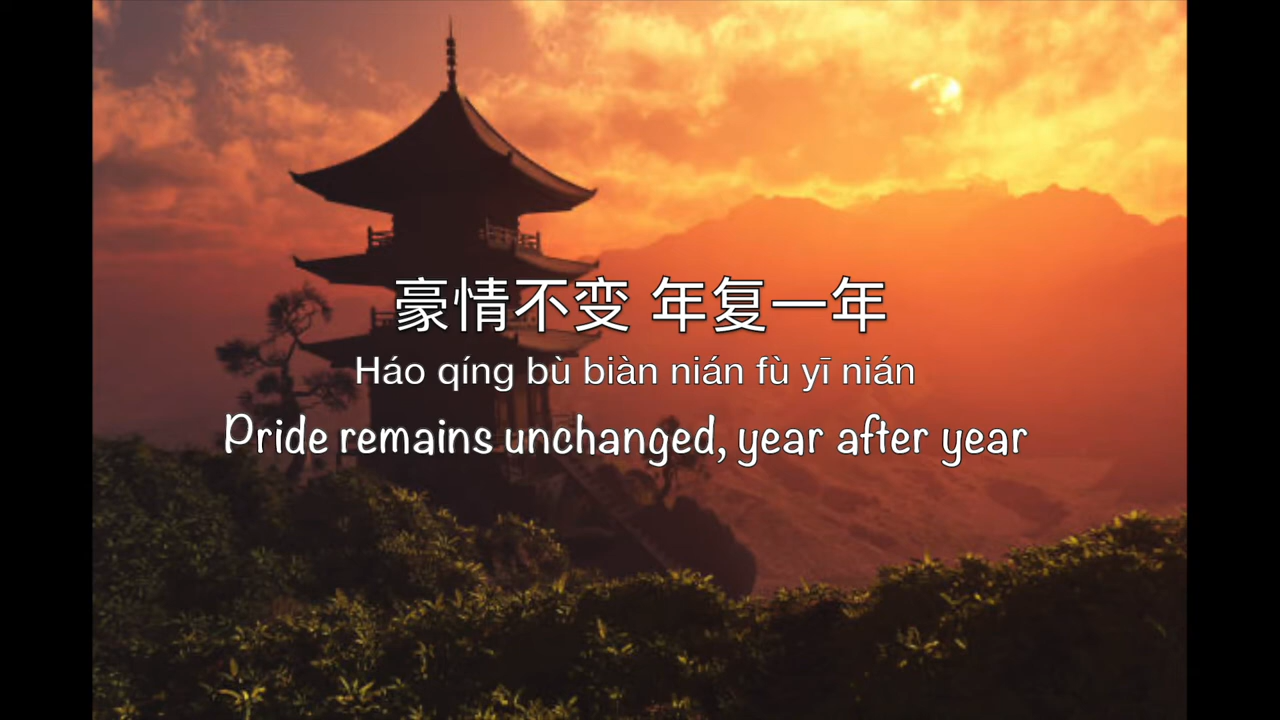 豪情不变 年复一年
Háo qíng bù biàn nián fù yī nián
Pride remains unchanged, year after year